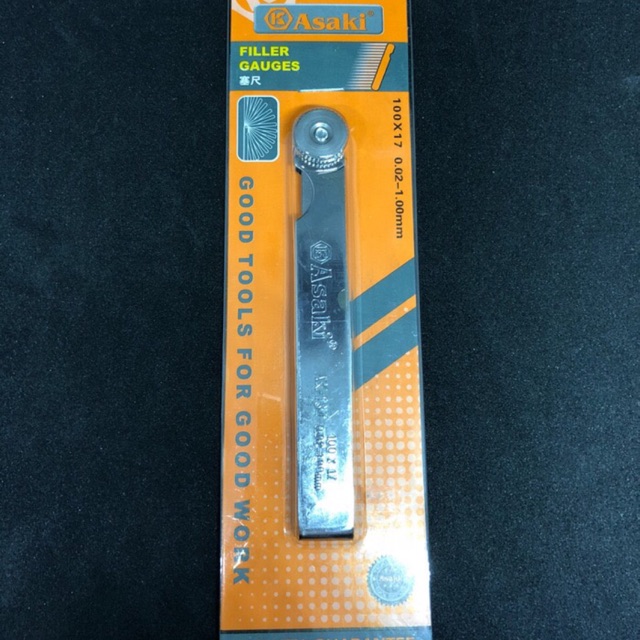 Asaki®
FILLER
GAUGES
塞尺
100X17 0.02-1.00mm
GOOD TOOLS FOR GOOD WORK
Asaki®
100X17